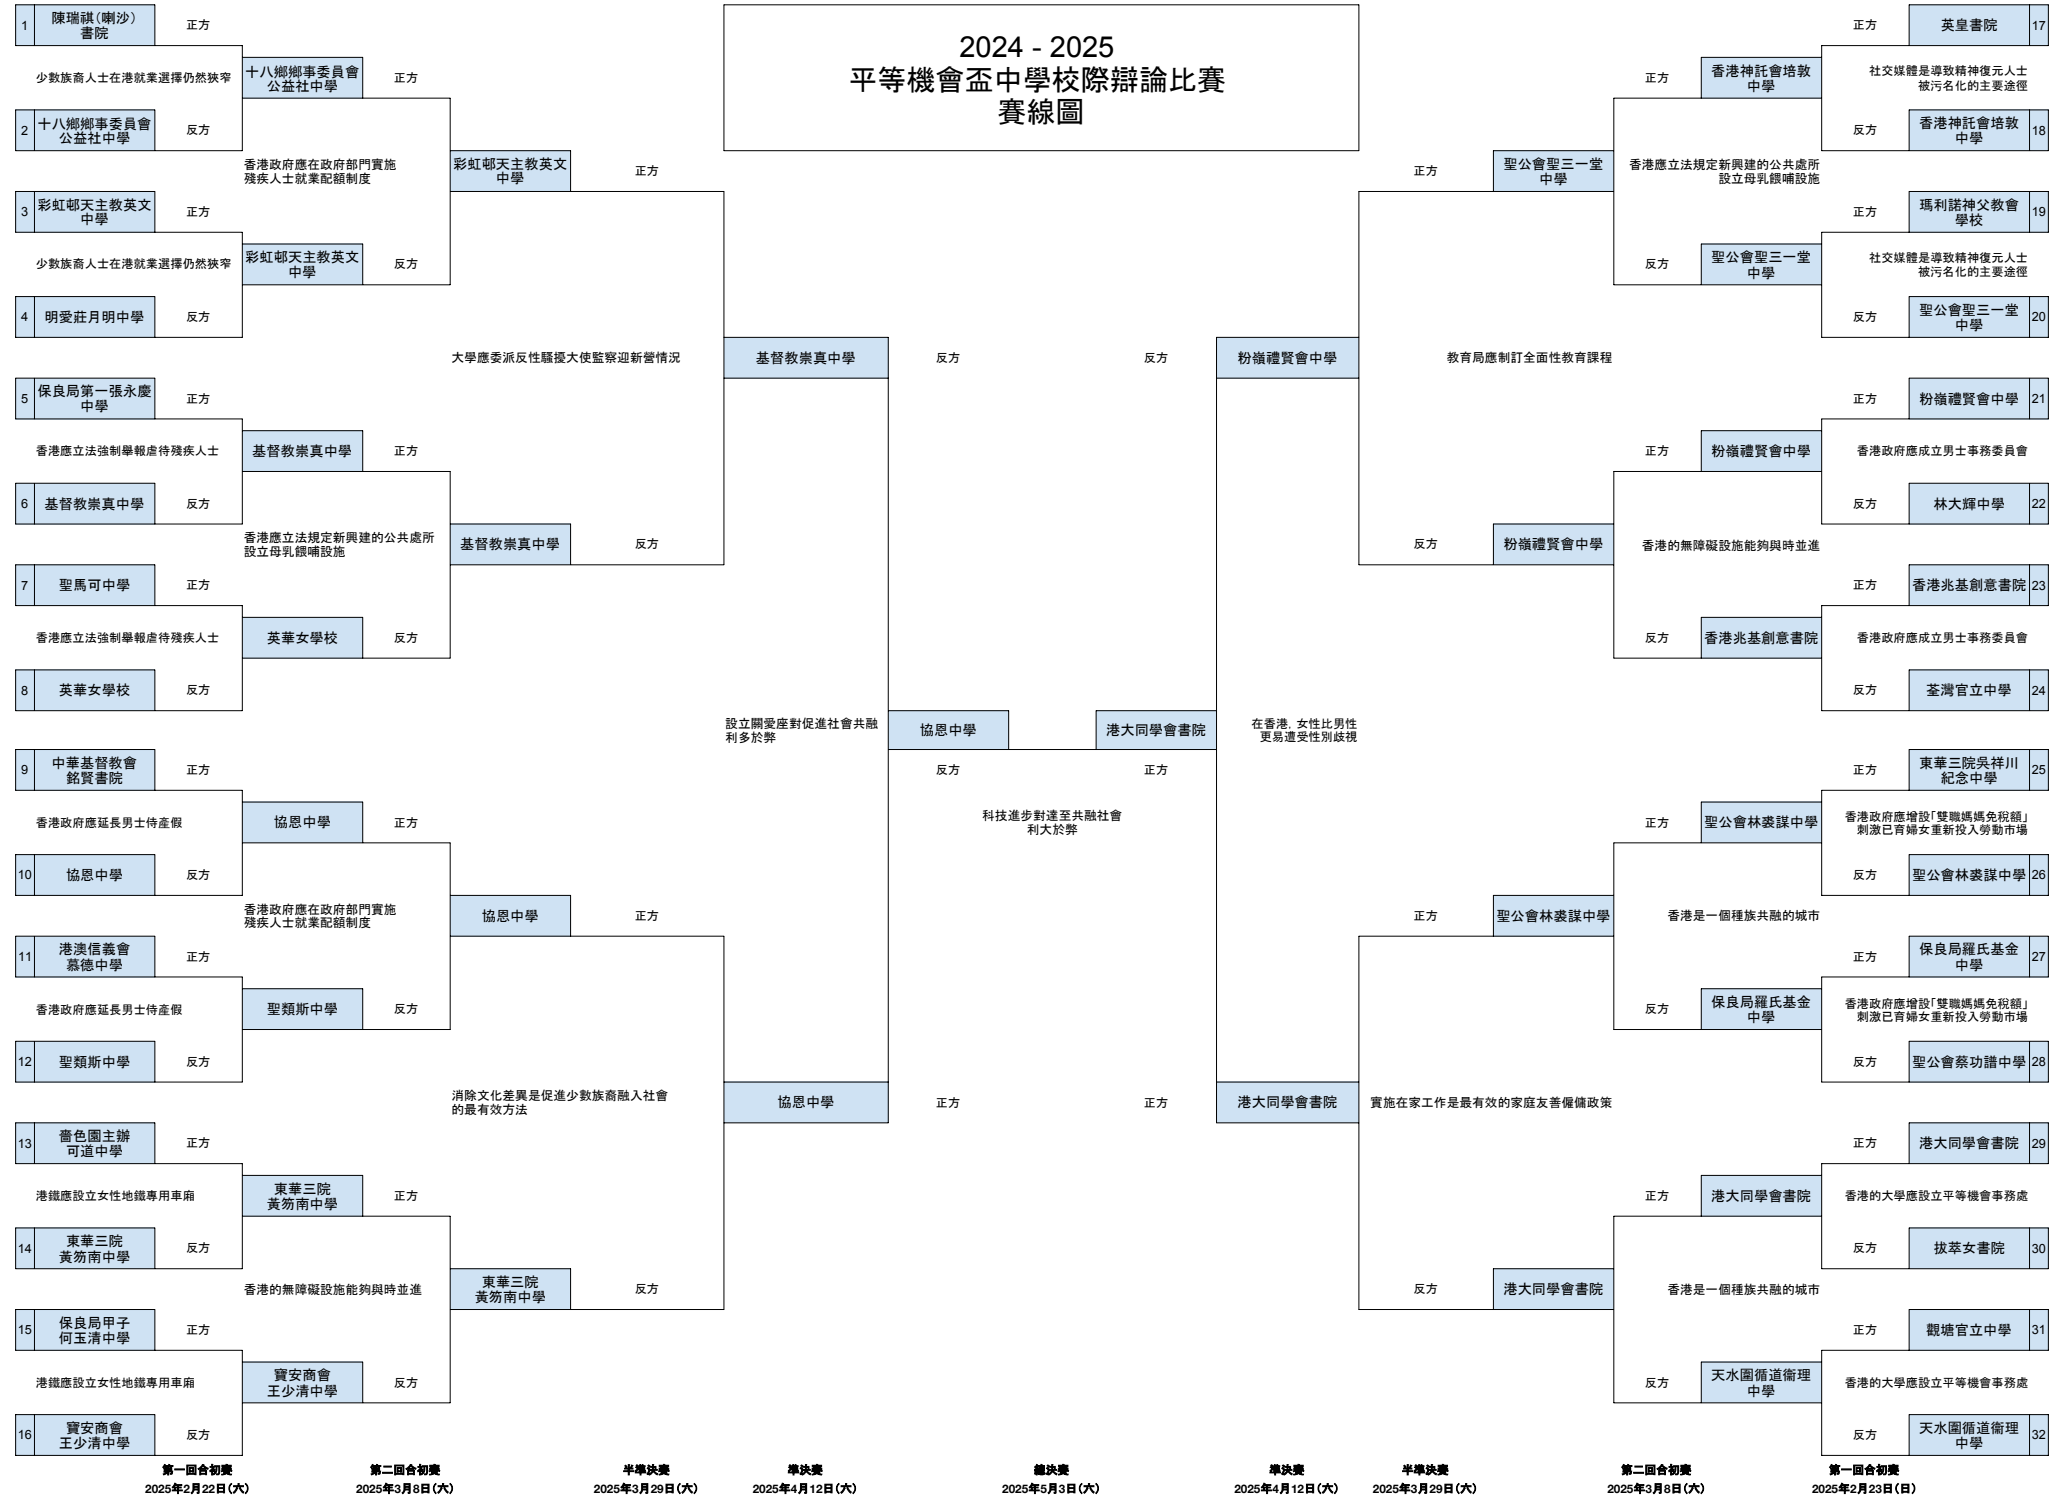 2024 - 2025
平等機會盃中學校際辯論比賽
賽線圖
1
陳瑞祺（喇沙）
書院
正方
少數族裔人士在港就業選擇仍然狹窄
2
十八鄉鄉事委員會
公益社中學
反方
3
彩虹邨天主教英文
中學
正方
少數族裔人士在港就業選擇仍然狹窄
4
明愛莊月明中學
反方
5
保良局第一張永慶
中學
正方
香港應立法強制舉報虐待殘疾人士
6
基督教崇真中學
反方
7
聖馬可中學
正方
香港應立法強制舉報虐待殘疾人士
8
英華女學校
反方
9
中華基督教會
銘賢書院
正方
香港政府應延長男士侍產假
10
協恩中學
反方
11
港澳信義會
慕德中學
正方
香港政府應延長男士侍產假
12
聖類斯中學
反方
13
嗇色園主辦
可道中學
正方
港鐵應設立女性地鐵專用車廂
14
東華三院
黃笏南中學
反方
15
保良局甲子
何玉清中學
正方
港鐵應設立女性地鐵專用車廂
16
寶安商會
王少清中學
反方
十八鄉鄉事委員會
公益社中學
正方
香港政府應在政府部門實施
殘疾人士就業配額制度
彩虹邨天主教英文
中學
反方
基督教崇真中學
正方
香港應立法規定新興建的公共處所
設立母乳餵哺設施
英華女學校
反方
協恩中學
正方
香港政府應在政府部門實施
殘疾人士就業配額制度
聖類斯中學
反方
東華三院
黃笏南中學
正方
香港的無障礙設施能夠與時並進
寶安商會
王少清中學
反方
彩虹邨天主教英文
中學
正方
大學應委派反性騷擾大使監察迎新營情況
基督教崇真中學
反方
協恩中學
正方
消除文化差異是促進少數族裔融入社會
的最有效方法
東華三院
黃笏南中學
反方
基督教崇真中學
反方
設立關愛座對促進社會共融
利多於弊
協恩中學
正方
協恩中學
反方
港大同學會書院
正方
科技進步對達至共融社會
利大於弊
反方
粉嶺禮賢會中學
在香港，女性比男性
更易遭受性別歧視
正方
港大同學會書院
正方
聖公會聖三一堂
中學
教育局應制訂全面性教育課程
反方
粉嶺禮賢會中學
正方
聖公會林裘謀中學
實施在家工作是最有效的家庭友善僱傭政策
反方
港大同學會書院
正方
香港神託會培敦
中學
香港應立法規定新興建的公共處所
設立母乳餵哺設施
反方
聖公會聖三一堂
中學
正方
粉嶺禮賢會中學
香港的無障礙設施能夠與時並進
反方
香港兆基創意書院
正方
聖公會林裘謀中學
香港是一個種族共融的城市
反方
保良局羅氏基金
中學
正方
港大同學會書院
香港是一個種族共融的城市
反方
天水圍循道衞理
中學
正方
英皇書院
17
社交媒體是導致精神復元人士
被污名化的主要途徑
反方
香港神託會培敦
中學
18
正方
瑪利諾神父教會
學校
19
社交媒體是導致精神復元人士
被污名化的主要途徑
反方
聖公會聖三一堂
中學
20
正方
粉嶺禮賢會中學
21
香港政府應成立男士事務委員會
反方
林大輝中學
22
正方
香港兆基創意書院
23
香港政府應成立男士事務委員會
反方
荃灣官立中學
24
正方
東華三院吳祥川
紀念中學
25
香港政府應增設「雙職媽媽免稅額」
刺激已育婦女重新投入勞動市場
反方
聖公會林裘謀中學
26
正方
保良局羅氏基金
中學
27
香港政府應增設「雙職媽媽免稅額」
刺激已育婦女重新投入勞動市場
反方
聖公會蔡功譜中學
28
正方
港大同學會書院
29
香港的大學應設立平等機會事務處
反方
拔萃女書院
30
正方
觀塘官立中學
31
香港的大學應設立平等機會事務處
反方
天水圍循道衞理
中學
32
第一回合初賽
2025年2月22日（六）
第二回合初賽
2025年3月8日（六）
半準決賽
2025年3月29日（六）
準決賽
2025年4月12日（六）
總決賽
2025年5月3日（六）
準決賽
2025年4月12日（六）
半準決賽
2025年3月29日（六）
第二回合初賽
2025年3月8日（六）
第一回合初賽
2025年2月23日（日）